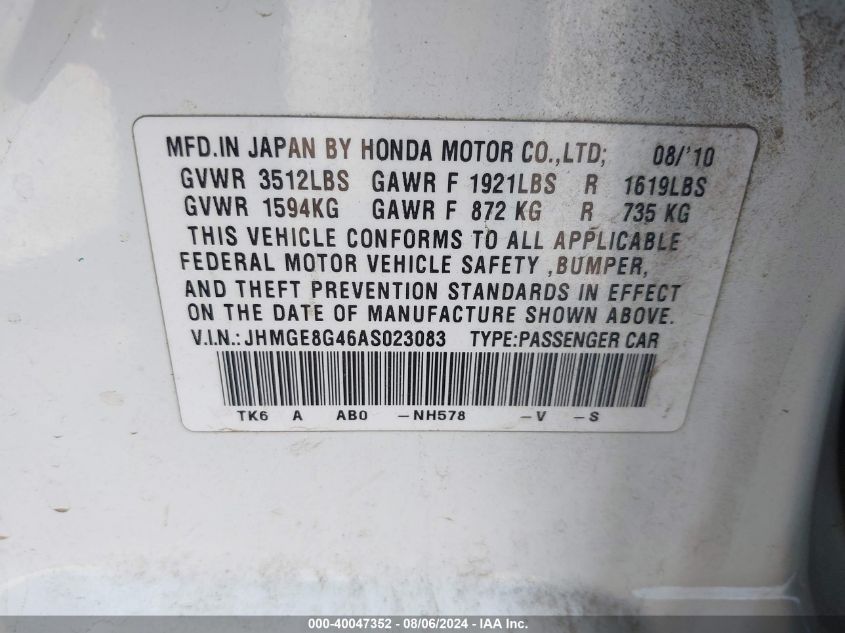 MFD.IN JAPAN BY HONDA MOTOR CO.,LTD; 08/'10
GVWR 3512LBS GAWR F 1921LBS R 1619LBS
GVWR 1594KG GAWR F 872 KG R 735 KG
THIS VEHICLE CONFORMS TO ALL APPLICABLE
FEDERAL MOTOR VEHICLE SAFETY ,BUMPER,
AND THEFT PREVENTION STANDARDS IN EFFECT
ON THE DATE OF MANUFACTURE SHOWN ABOVE.
V.I.N.: JHMGE8G46AS023083 TYPE:PASSENGER CAR
TK6 A AB0 -NH578 -V -S
000-40047352 - 08/06/2024 - IAA Inc.